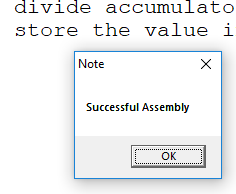 divide accumulato
store the value i
Note
Successful Assembly
OK